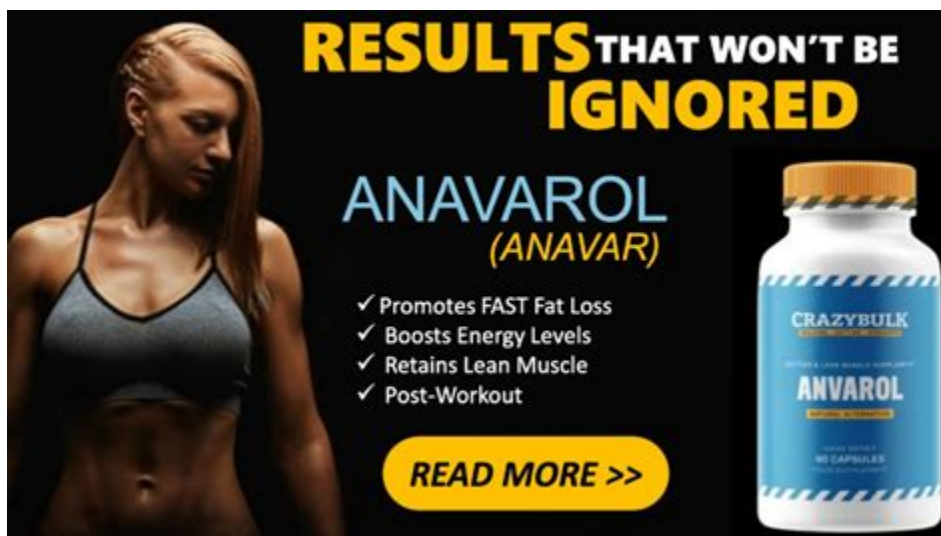 RESULTS THAT WON'T BE
IGNORED
ANAVAROL
(ANAVAR)
✓ Promotes FAST Fat Loss
✓ Boosts Energy Levels
✓ Retains Lean Muscle
✓ Post-Workout
READ MORE >>
CRAZYBULK
ANVAROL
NATURAL ALTERNATIVE
90 CAPSULES